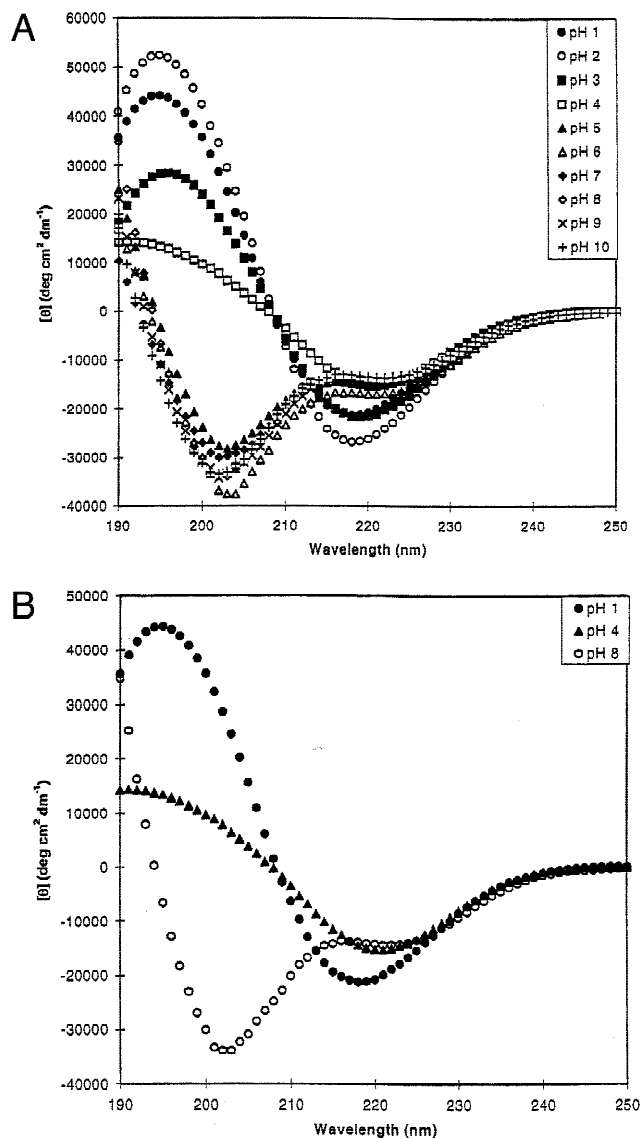 A
[θ] (deg cm² dm⁻¹)
60000
50000
40000
30000
20000
10000
0
-10000
-20000
-30000
-40000
190
200
210
220
230
240
250
Wavelength (nm)
pH 1
pH 2
pH 3
pH 4
pH 5
pH 6
pH 7
pH 8
pH 9
pH 10
B
[θ] (deg cm² dm⁻¹)
50000
40000
30000
20000
10000
0
-10000
-20000
-30000
-40000
190
200
210
220
230
240
250
Wavelength (nm)
pH 1
pH 4
pH 8